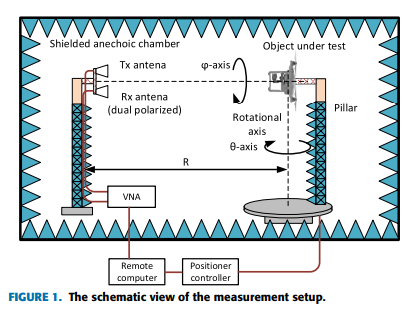 Shielded anechoic chamber
Object under test
Tx antena
φ-axis
Rx antena
(dual polarized)
Pillar
Rotational
axis
θ-axis
R
VNA
Remote
computer
Positioner
controller
FIGURE 1. The schematic view of the measurement setup.